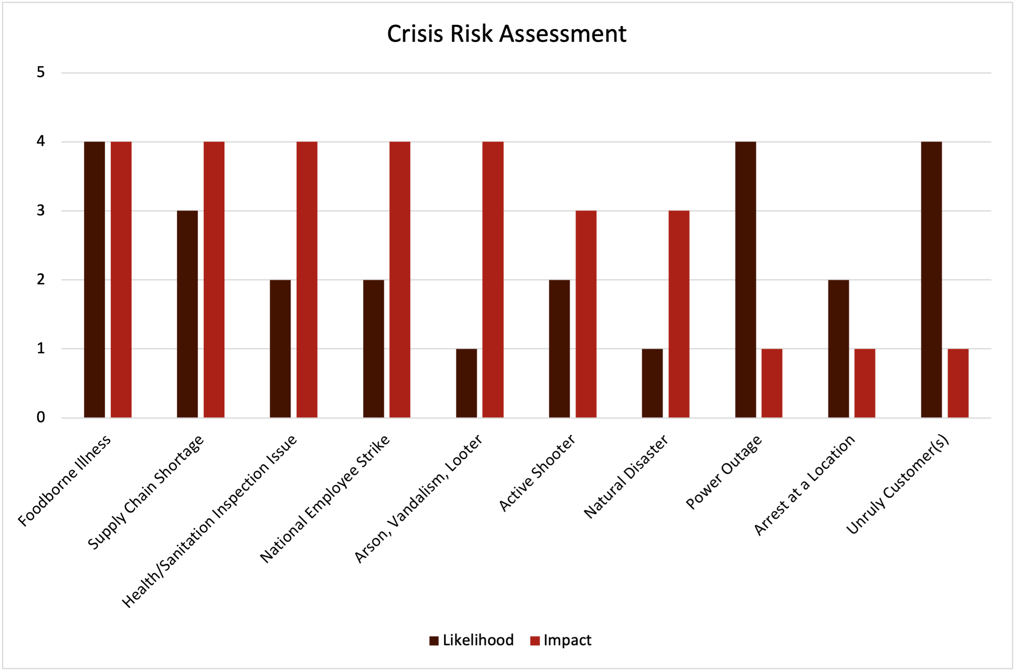 Crisis Risk Assessment
5
4
3
2
1
0
Foodborne Illness
Supply Chain Shortage
Health/Sanitation Inspection Issue
National Employee Strike
Arson, Vandalism, Looter
Active Shooter
Natural Disaster
Power Outage
Arrest at a Location
Unruly Customer(s)
Likelihood Impact